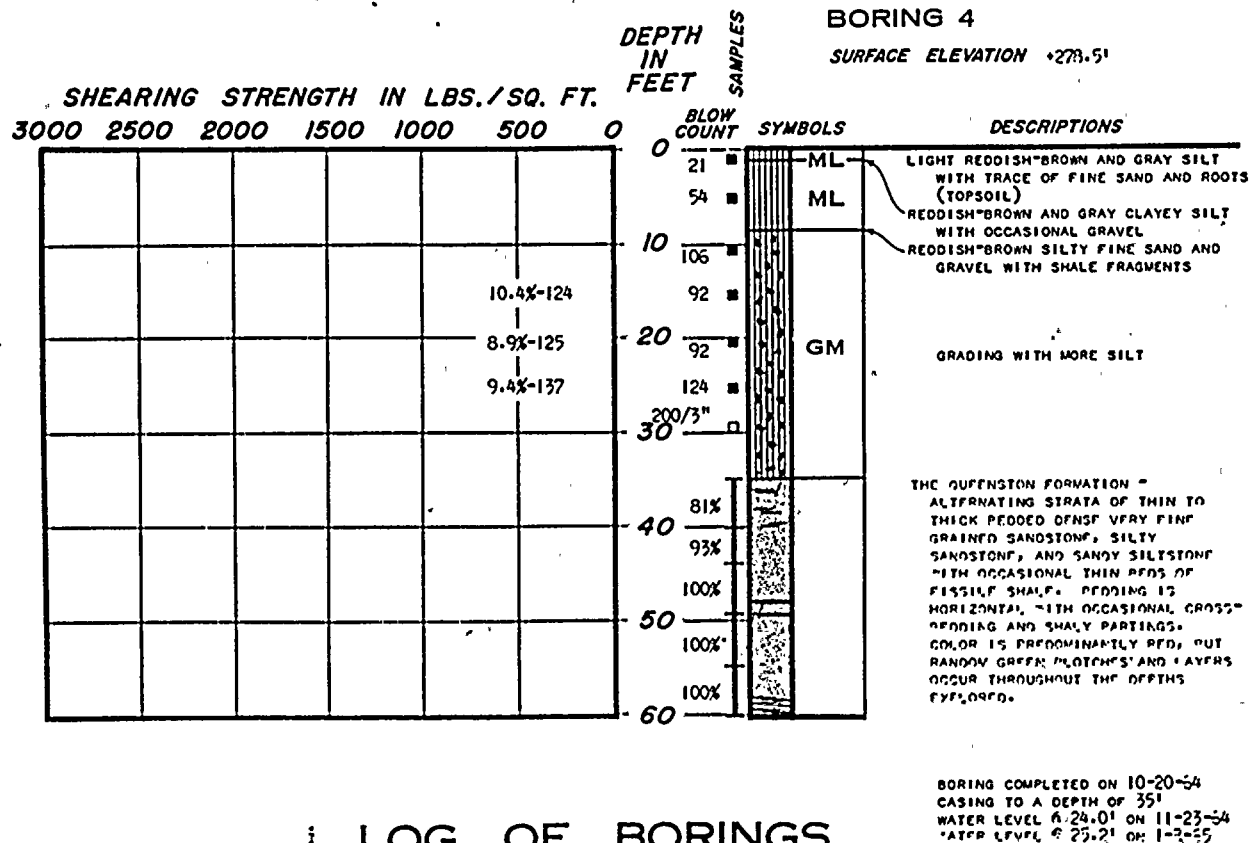 BORING 4
SURFACE ELEVATION +278.5'
DEPTH IN FEET
SAMPLES
SHEARING STRENGTH IN LBS./SQ. FT.
3000 2500 2000 1500 1000 500 0
BLOW COUNT
SYMBOLS
DESCRIPTIONS
0
21
ML
LIGHT REDDISH-BROWN AND GRAY SILT
WITH TRACE OF FINE SAND AND ROOTS
(TOPSOIL)
54
ML
REDDISH-BROWN AND GRAY CLAYEY SILT
WITH OCCASIONAL GRAVEL
10
REDDISH-BROWN SILTY FINE SAND AND
GRAVEL WITH SHALE FRAGMENTS
106
10.4%-124
92
20
8.9%-125
92
GM
GRADING WITH MORE SILT
9.4%-137
124
200/3"
30
THE QUEENSTON FORMATION -
ALTERNATING STRATA OF THIN TO
THICK BEDDED DENSE VERY FINE
GRAINED SANDSTONE, SILTY
SANDSTONE, AND SANDY SILTSTONE
WITH OCCASIONAL THIN BEDS OF
FISSILE SHALE. BEDDING IS
HORIZONTAL WITH OCCASIONAL CROSS-
BEDDING AND SHALY PARTINGS.
COLOR IS PREDOMINANTLY RED, BUT
RANDOM GREEN BLOTCHES AND LAYERS
OCCUR THROUGHOUT THE DEPTHS
EXPLORED.
81%
40
93%
100%
50
100%
100%
60
BORING COMPLETED ON 10-20-64
CASING TO A DEPTH OF 35'
WATER LEVEL @ 24.0' ON 11-23-64
WATER LEVEL @ 25.2' ON
LOG OF BORINGS